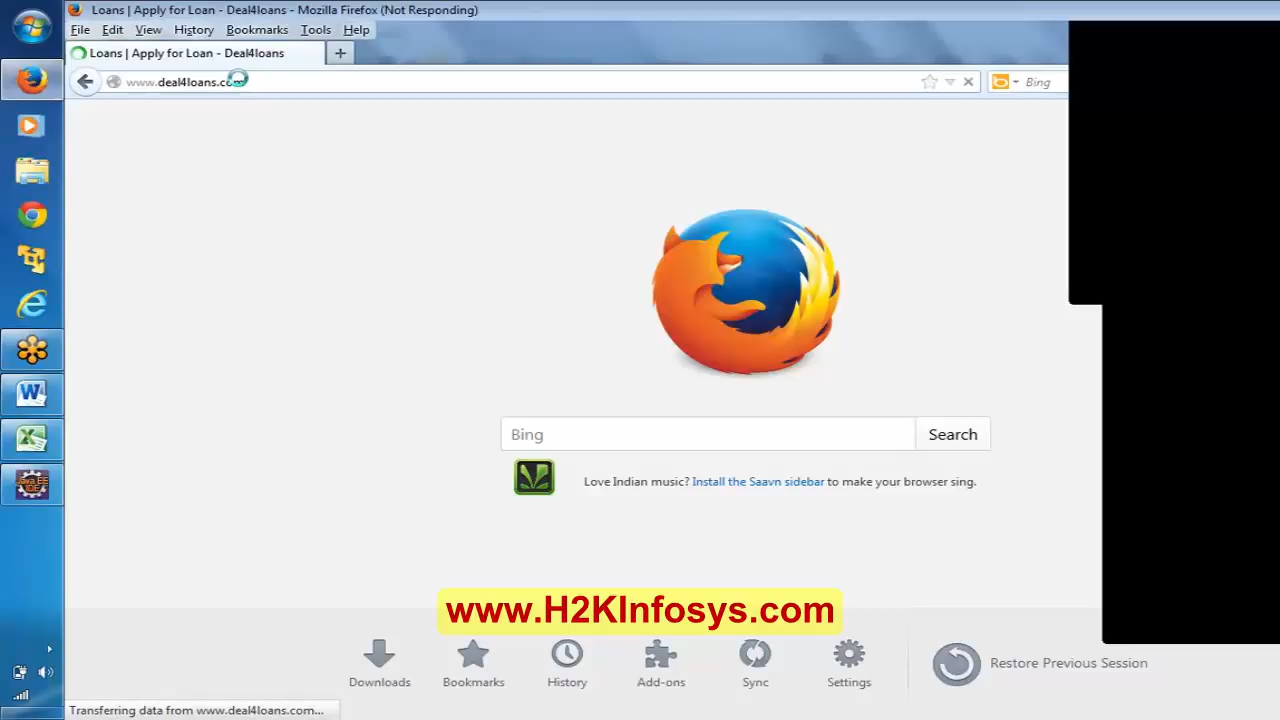 Loans | Apply for Loan - Deal4loans - Mozilla Firefox (Not Responding)
File Edit View History Bookmarks Tools Help
Loans | Apply for Loan - Deal4loans
www.deal4loans.co
Bing
Bing
Search
Love Indian music? Install the Saavn sidebar to make your browser sing.
www.H2KInfosys.com
Downloads Bookmarks History Add-ons Sync Settings Restore Previous Session
Transferring data from www.deal4loans.com...
Java EE
IDE